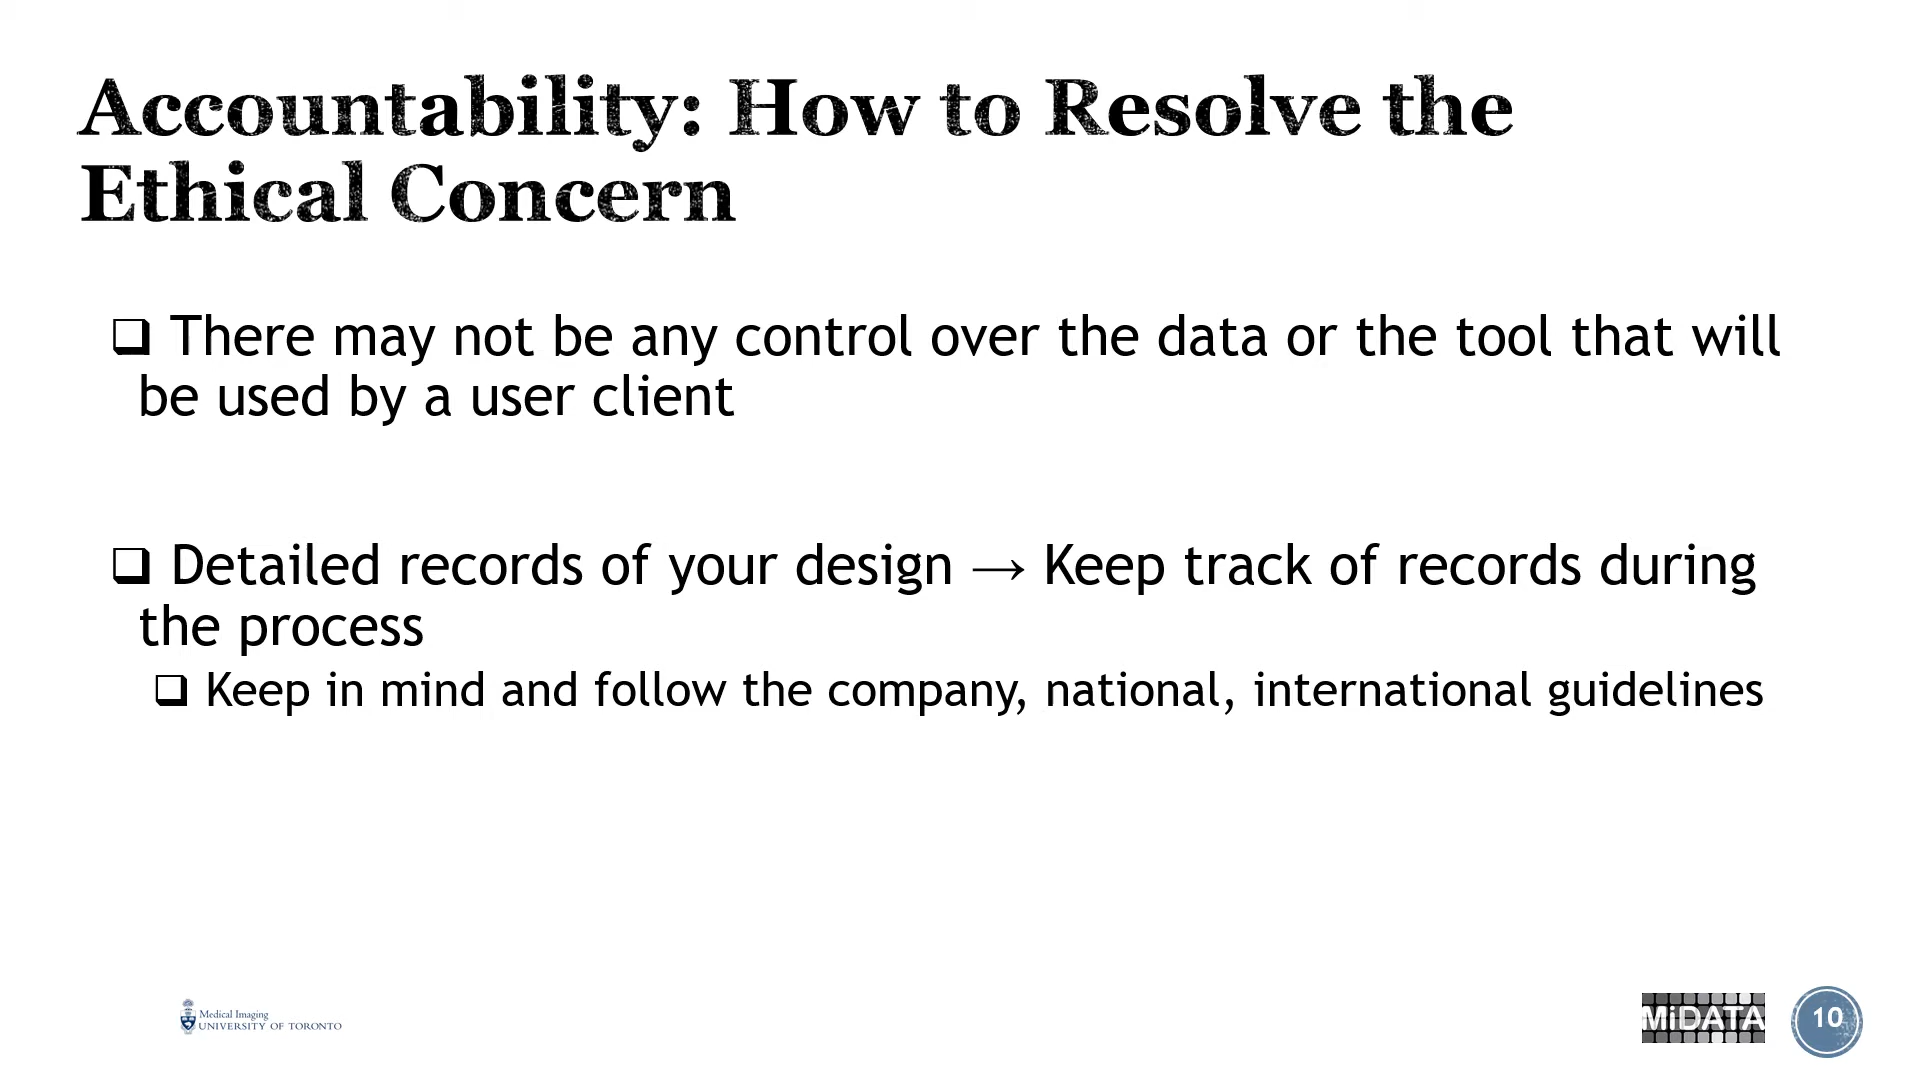 Accountability: How to Resolve the
Ethical Concern
❑ There may not be any control over the data or the tool that will
be used by a user client
❑ Detailed records of your design → Keep track of records during
the process
❑ Keep in mind and follow the company, national, international guidelines
Medical Imaging
UNIVERSITY OF TORONTO
MiDATA
10